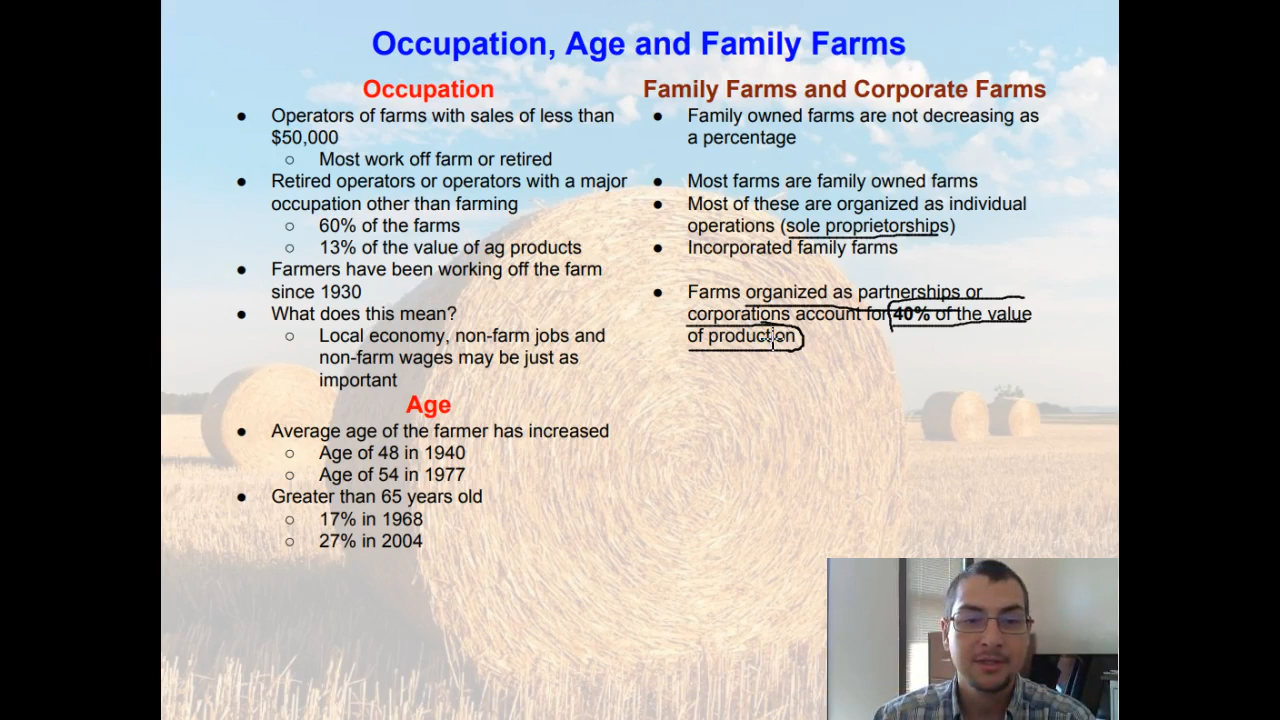 Occupation, Age and Family Farms
Occupation
● Operators of farms with sales of less than
$50,000
○ Most work off farm or retired
● Retired operators or operators with a major
occupation other than farming
○ 60% of the farms
○ 13% of the value of ag products
● Farmers have been working off the farm
since 1930
● What does this mean?
○ Local economy, non-farm jobs and
non-farm wages may be just as
important
Age
● Average age of the farmer has increased
○ Age of 48 in 1940
○ Age of 54 in 1977
● Greater than 65 years old
○ 17% in 1968
○ 27% in 2004
Family Farms and Corporate Farms
● Family owned farms are not decreasing as
a percentage
● Most farms are family owned farms
● Most of these are organized as individual
operations (sole proprietorships)
● Incorporated family farms
● Farms organized as partnerships or
corporations account for 40% of the value
of production